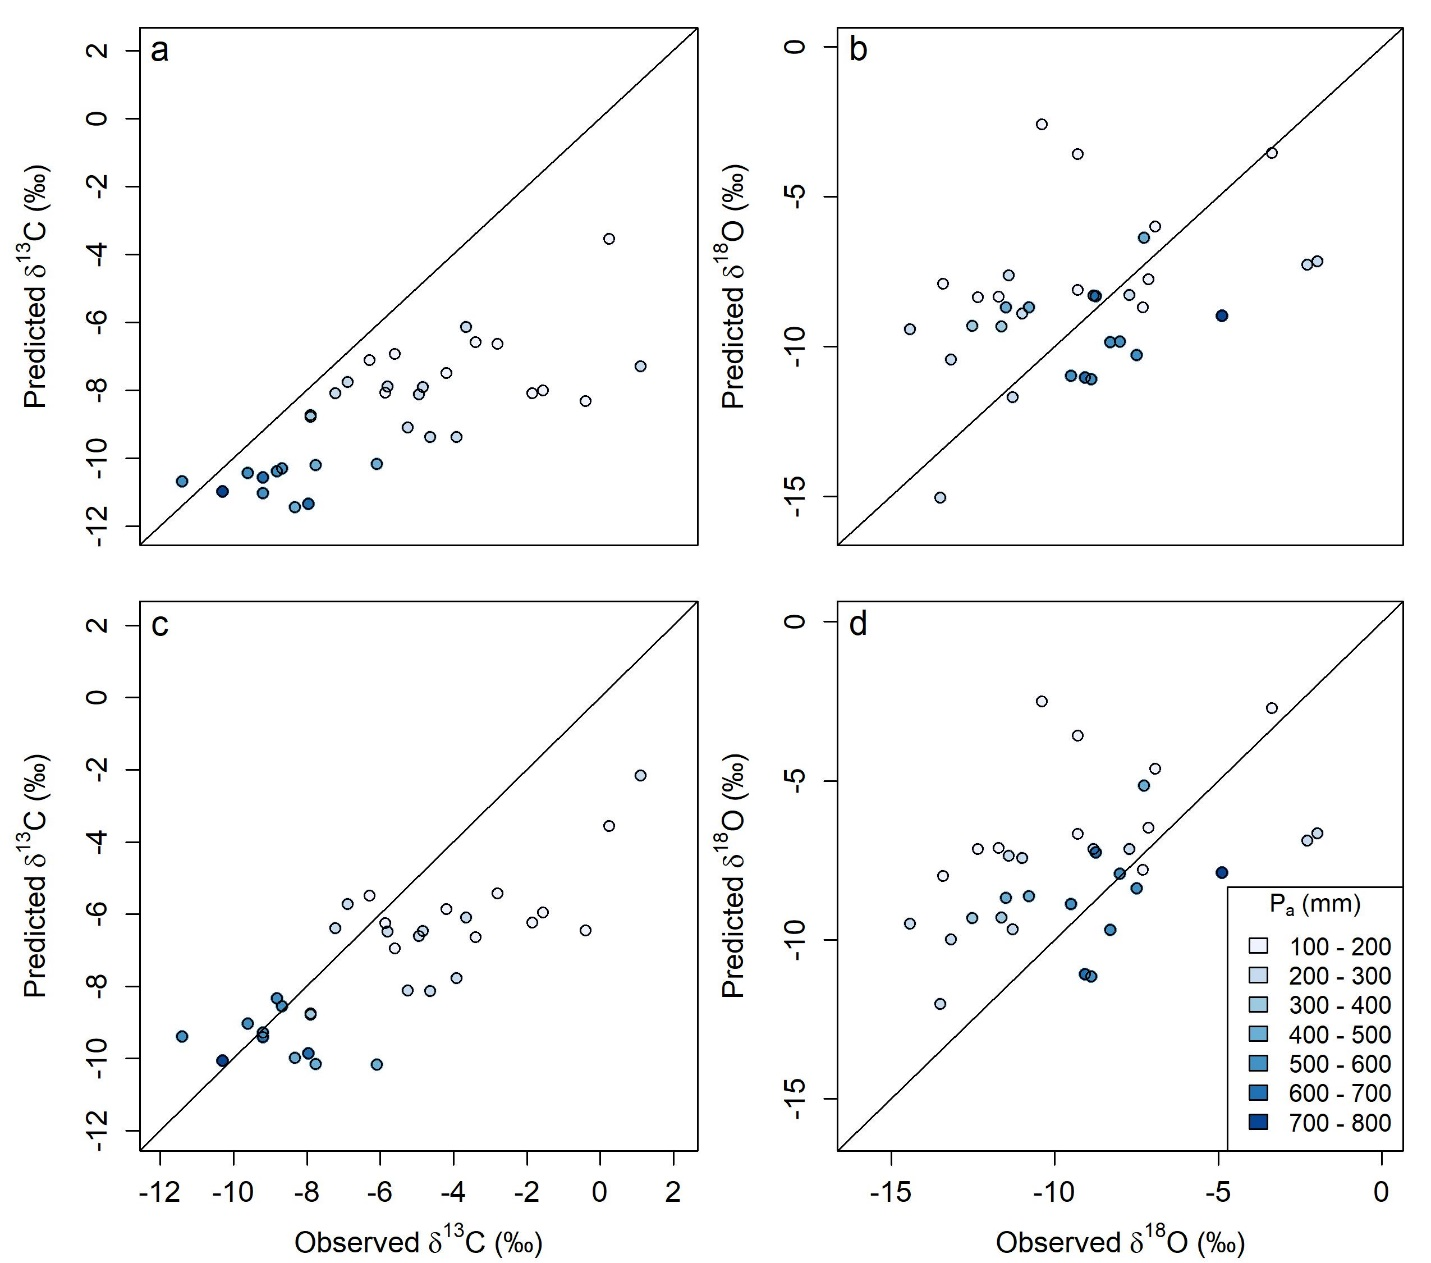 a
2
0
-2
-4
-6
-8
-10
-12
Predicted δ¹³C (‰)
b
0
-5
-10
-15
Predicted δ¹⁸O (‰)
c
2
0
-2
-4
-6
-8
-10
-12
Predicted δ¹³C (‰)
-12 -10 -8 -6 -4 -2 0 2
Observed δ¹³C (‰)
d
0
-5
-10
-15
Predicted δ¹⁸O (‰)
Pₐ (mm)
100 - 200
200 - 300
300 - 400
400 - 500
500 - 600
600 - 700
700 - 800
-15 -10 -5 0
Observed δ¹⁸O (‰)